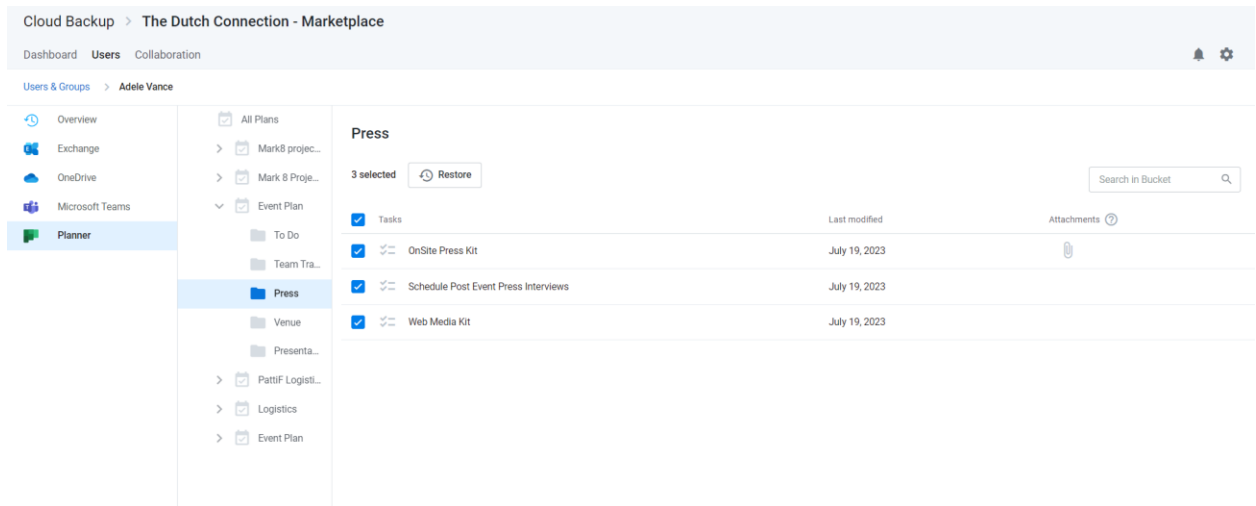 Cloud Backup > The Dutch Connection - Marketplace
Dashboard Users Collaboration
Users & Groups > Adele Vance
Overview
Exchange
OneDrive
Microsoft Teams
Planner
All Plans
Mark8 projec...
Mark 8 Proje...
Event Plan
To Do
Team Tra...
Press
Venue
Presenta...
PattiF Logisti...
Logistics
Event Plan
Press
3 selected Restore
Search in Bucket
Tasks Last modified Attachments ?
OnSite Press Kit July 19, 2023
Schedule Post Event Press Interviews July 19, 2023
Web Media Kit July 19, 2023